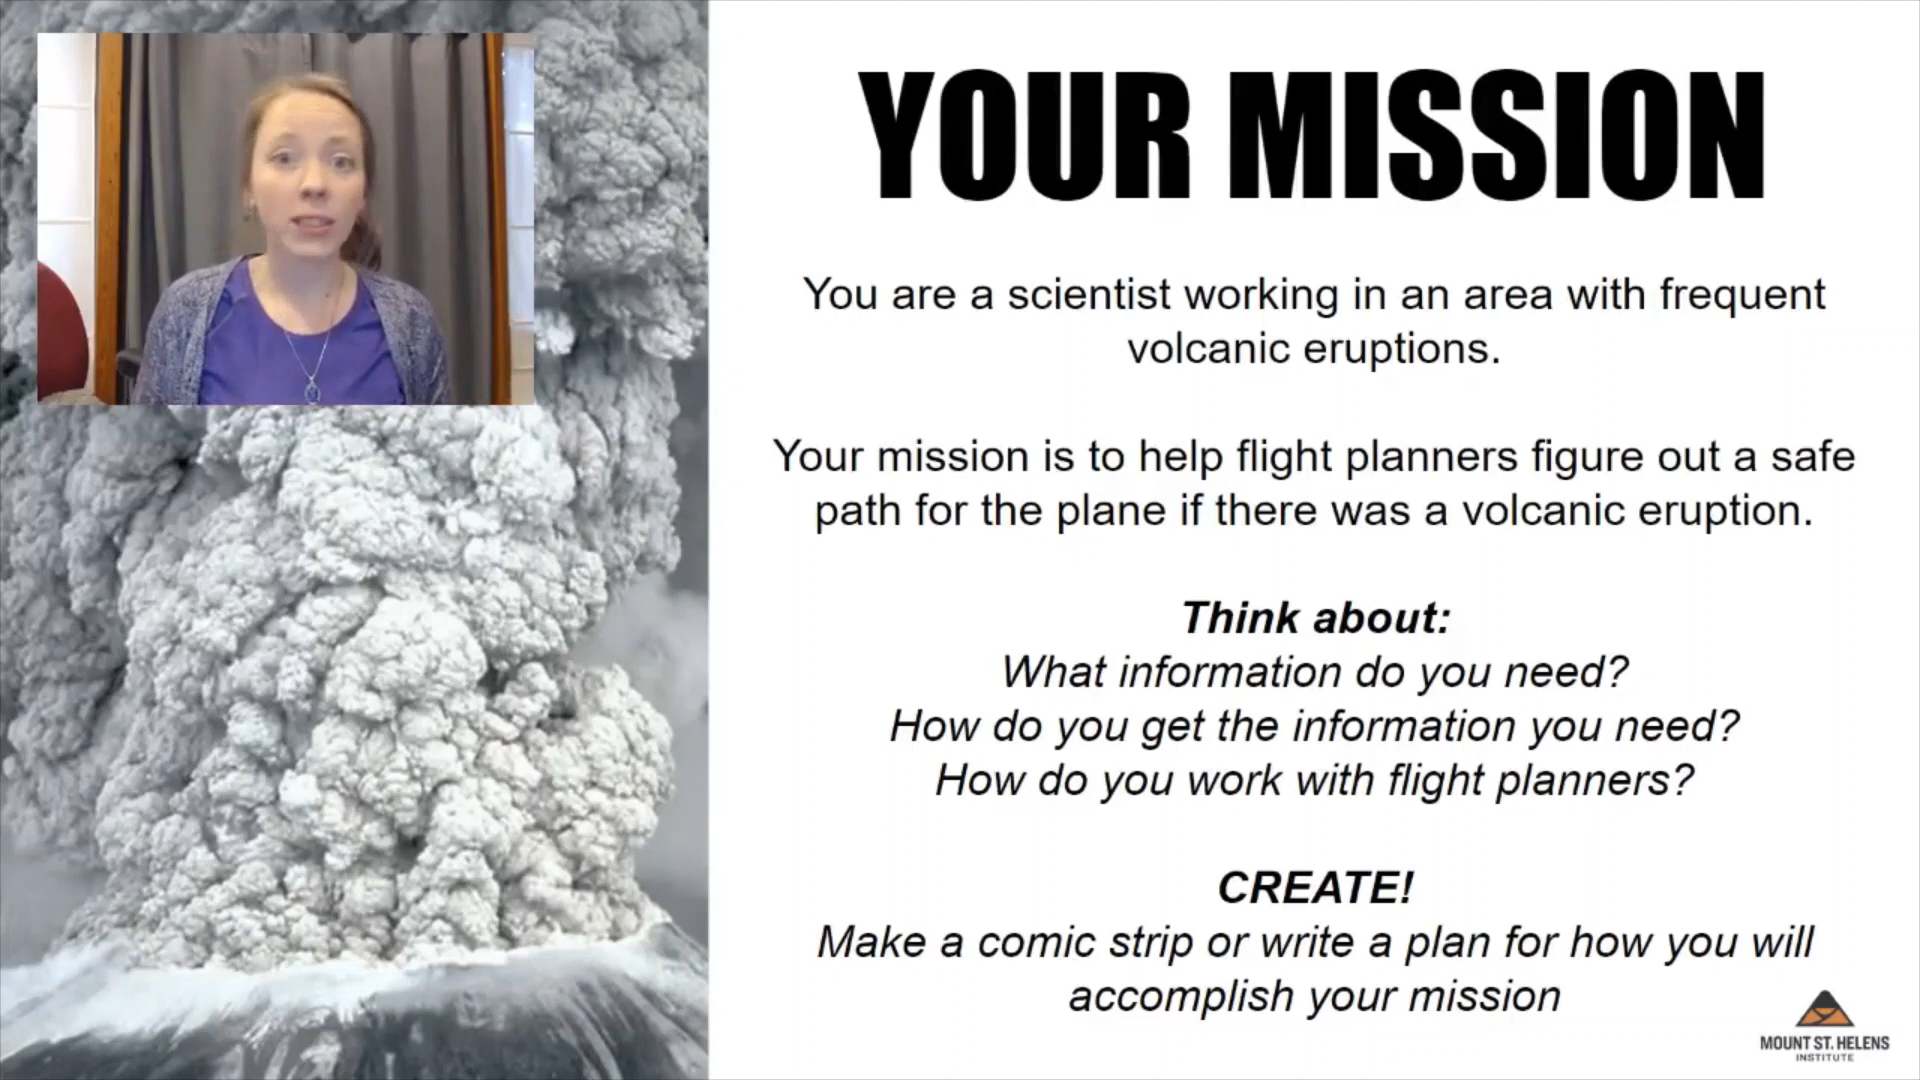 YOUR MISSION
You are a scientist working in an area with frequent
volcanic eruptions.
Your mission is to help flight planners figure out a safe
path for the plane if there was a volcanic eruption.
Think about:
What information do you need?
How do you get the information you need?
How do you work with flight planners?
CREATE!
Make a comic strip or write a plan for how you will
accomplish your mission
MOUNT ST. HELENS
INSTITUTE